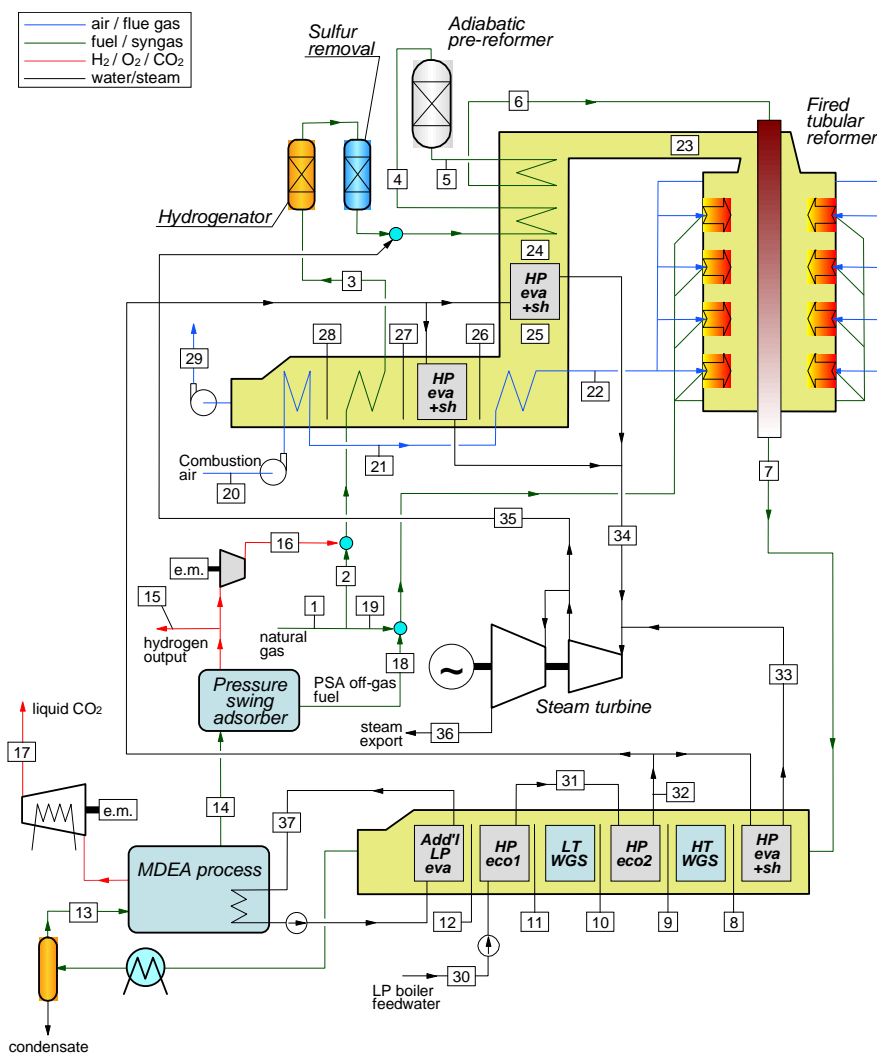 air / flue gas
fuel / syngas
H₂ / O₂ / CO₂
water/steam
Sulfur
removal
Adiabatic
pre-reformer
Fired
tubular
reformer
6
23
4
5
Hydrogenator
24
3
HP
eva
+sh
25
28
27
26
29
HP
eva
+sh
22
Combustion
air
20
21
7
35
34
16
e.m.
2
15
1
19
hydrogen
output
natural
gas
18
33
Pressure
swing
adsorber
PSA off-gas
fuel
~
Steam turbine
liquid CO₂
steam
export
36
17
31
32
14
37
e.m.
Add'l
LP
eva
HP
eco1
LT
WGS
HP
eco2
HT
WGS
HP
eva
+sh
MDEA process
13
12
11
10
9
8
30
LP boiler
feedwater
condensate